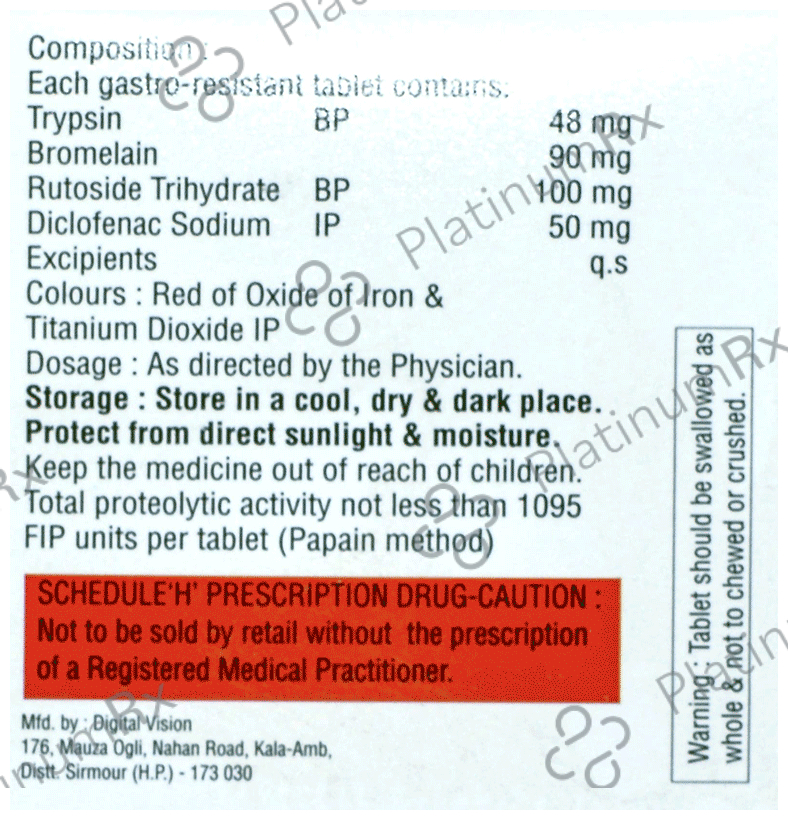 Composition :
Each gastro-resistant tablet contains:
Trypsin BP 48 mg
Bromelain 90 mg
Rutoside Trihydrate BP 100 mg
Diclofenac Sodium IP 50 mg
Excipients q.s
Colours : Red of Oxide of Iron &
Titanium Dioxide IP
Dosage : As directed by the Physician.
Storage : Store in a cool, dry & dark place.
Protect from direct sunlight & moisture.
Keep the medicine out of reach of children.
Total proteolytic activity not less than 1095
FIP units per tablet (Papain method)
SCHEDULE'H' PRESCRIPTION DRUG-CAUTION :
Not to be sold by retail without the prescription
of a Registered Medical Practitioner.
Mfd. by : Digital Vision
176, Mauza Ogli, Nahan Road, Kala-Amb,
Distt. Sirmour (H.P.) - 173 030
Warning : Tablet should be swallowed as
whole & not to chewed or crushed.
PlatinumRx
PlatinumRx